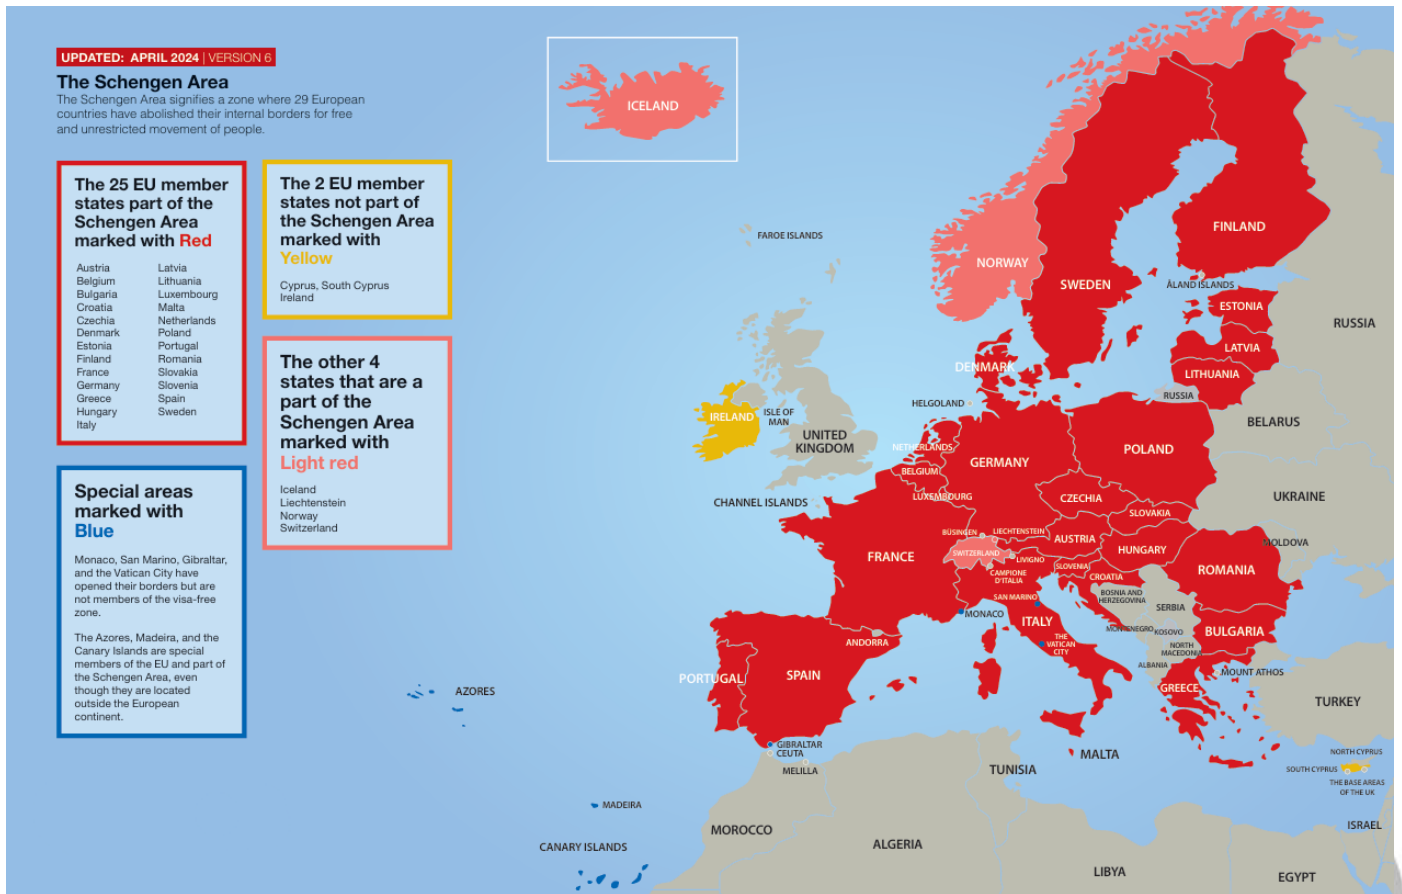 UPDATED: APRIL 2024 | VERSION 6
The Schengen Area
The Schengen Area signifies a zone where 29 European
countries have abolished their internal borders for free
and unrestricted movement of people.
The 25 EU member
states part of the
Schengen Area
marked with Red
Austria
Belgium
Bulgaria
Croatia
Czechia
Denmark
Estonia
Finland
France
Germany
Greece
Hungary
Italy
Latvia
Lithuania
Luxembourg
Malta
Netherlands
Poland
Portugal
Romania
Slovakia
Slovenia
Spain
Sweden
The 2 EU member
states not part of
the Schengen Area
marked with
Yellow
Cyprus, South Cyprus
Ireland
The other 4
states that are a
part of the
Schengen Area
marked with
Light red
Iceland
Liechtenstein
Norway
Switzerland
Special areas
marked with
Blue
Monaco, San Marino, Gibraltar,
and the Vatican City have
opened their borders but are
not members of the visa-free
zone.
The Azores, Madeira, and the
Canary Islands are special
members of the EU and part of
the Schengen Area, even
though they are located
outside the European
continent.
ICELAND
FAROE ISLANDS
NORWAY
SWEDEN
FINLAND
ÅLAND ISLANDS
ESTONIA
RUSSIA
LATVIA
LITHUANIA
DENMARK
RUSSIA
HELGOLAND
BELARUS
IRELAND
ISLE OF
MAN
UNITED
KINGDOM
NETHERLANDS
GERMANY
POLAND
BELGIUM
LUXEMBOURG
CZECHIA
UKRAINE
CHANNEL ISLANDS
SLOVAKIA
BÜSINGEN
LIECHTENSTEIN
AUSTRIA
MOLDOVA
FRANCE
SWITZERLAND
LIVIGNO
HUNGARY
SLOVENIA
ROMANIA
CAMPIONE
D'ITALIA
CROATIA
SAN MARINO
BOSNIA AND
HERZEGOVINA
SERBIA
MONACO
ITALY
MONTENEGRO
KOSOVO
BULGARIA
ANDORRA
THE
VATICAN
CITY
NORTH
MACEDONIA
ALBANIA
MOUNT ATHOS
PORTUGAL
SPAIN
GREECE
AZORES
TURKEY
GIBRALTAR
CEUTA
MELILLA
TUNISIA
MALTA
NORTH CYPRUS
SOUTH CYPRUS
THE BASE AREAS
OF THE UK
MADEIRA
MOROCCO
ISRAEL
CANARY ISLANDS
ALGERIA
LIBYA
EGYPT